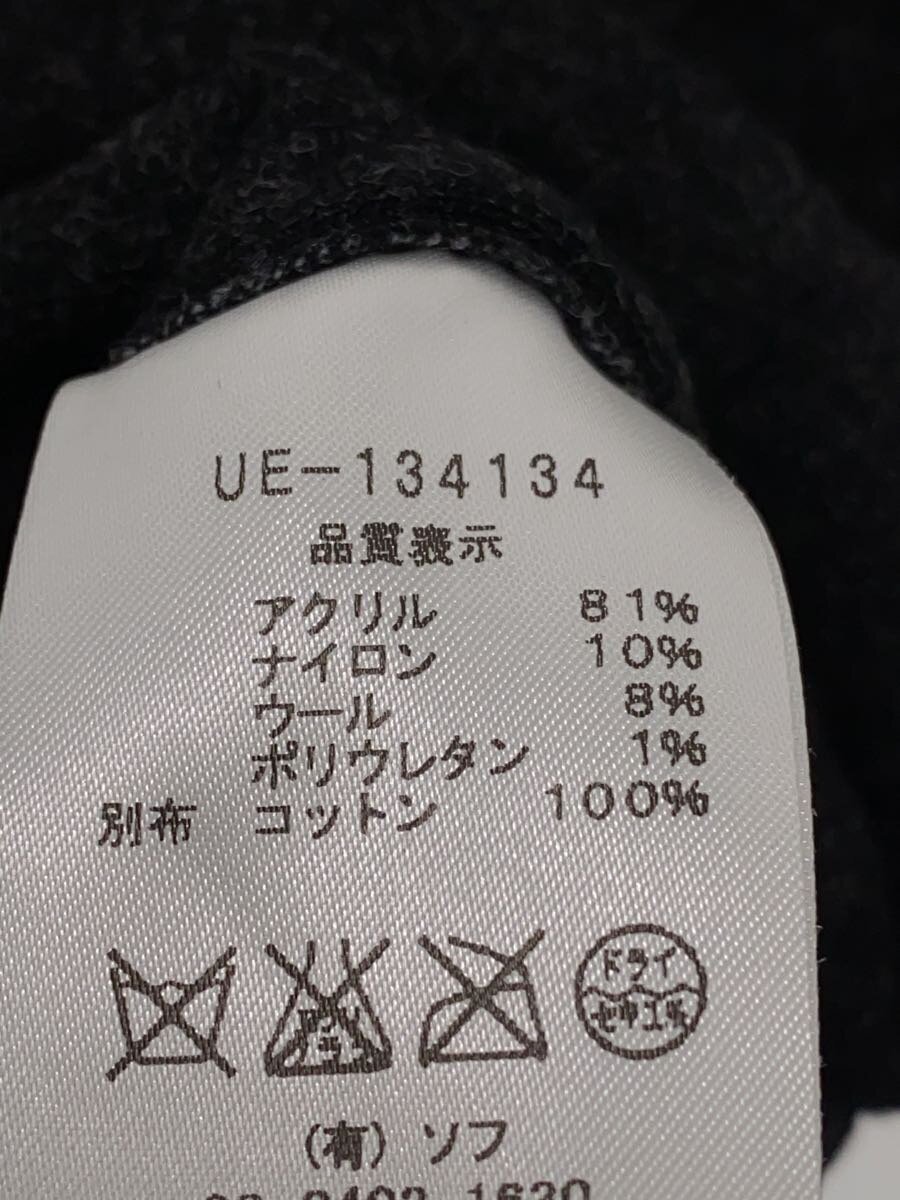 UE-134134
品質表示
アクリル 81%
ナイロン 10%
ウール 8%
ポリウレタン 1%
別布 コットン 100%
ドライ
(有) ソフ